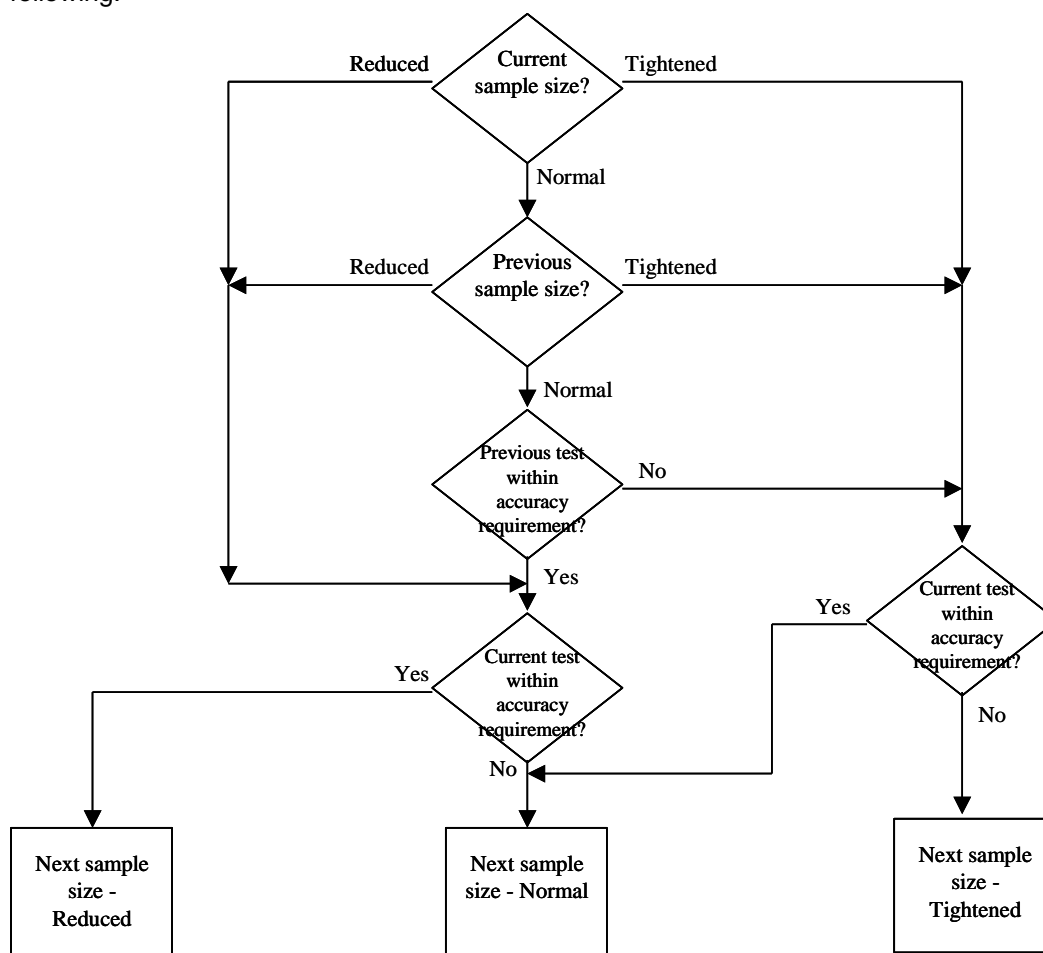 following:
Current
sample size?
Reduced
Tightened
Normal
Previous
sample size?
Reduced
Tightened
Normal
Previous test
within
accuracy
requirement?
No
Yes
Current test
within
accuracy
requirement?
Yes
No
Current test
within
accuracy
requirement?
Yes
No
Next sample
size -
Reduced
Next sample
size - Normal
Next sample
size -
Tightened